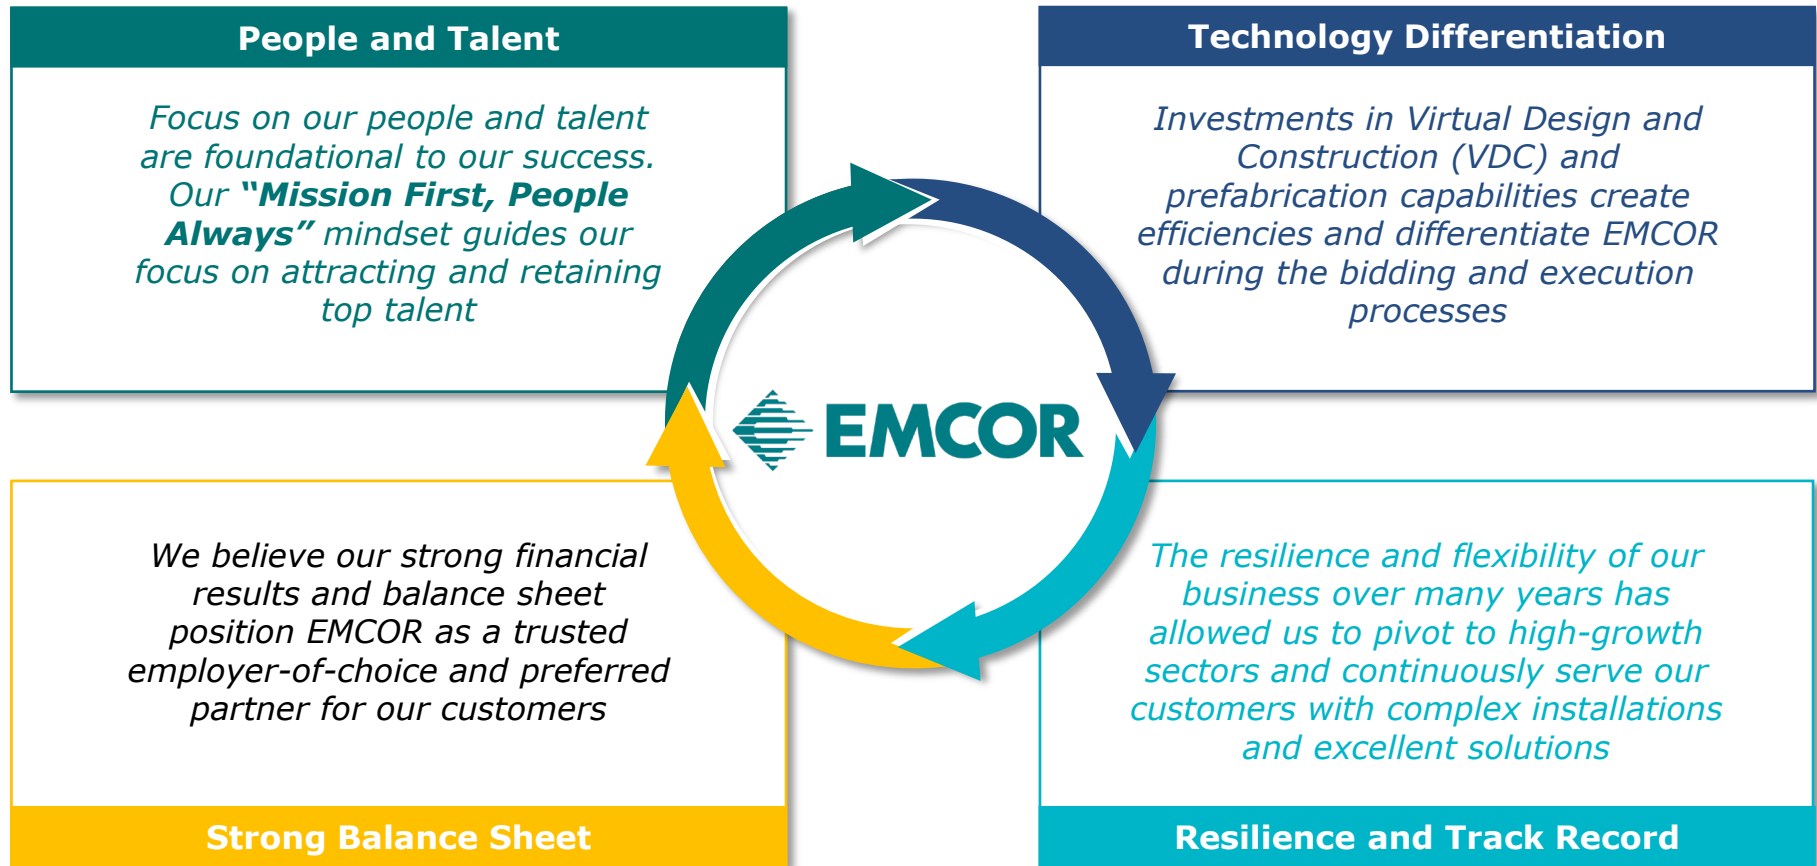 People and Talent
Focus on our people and talent
are foundational to our success.
Our “Mission First, People
Always” mindset guides our
focus on attracting and retaining
top talent
Technology Differentiation
Investments in Virtual Design and
Construction (VDC) and
prefabrication capabilities create
efficiencies and differentiate EMCOR
during the bidding and execution
processes
EMCOR
We believe our strong financial
results and balance sheet
position EMCOR as a trusted
employer-of-choice and preferred
partner for our customers
Strong Balance Sheet
The resilience and flexibility of our
business over many years has
allowed us to pivot to high-growth
sectors and continuously serve our
customers with complex installations
and excellent solutions
Resilience and Track Record